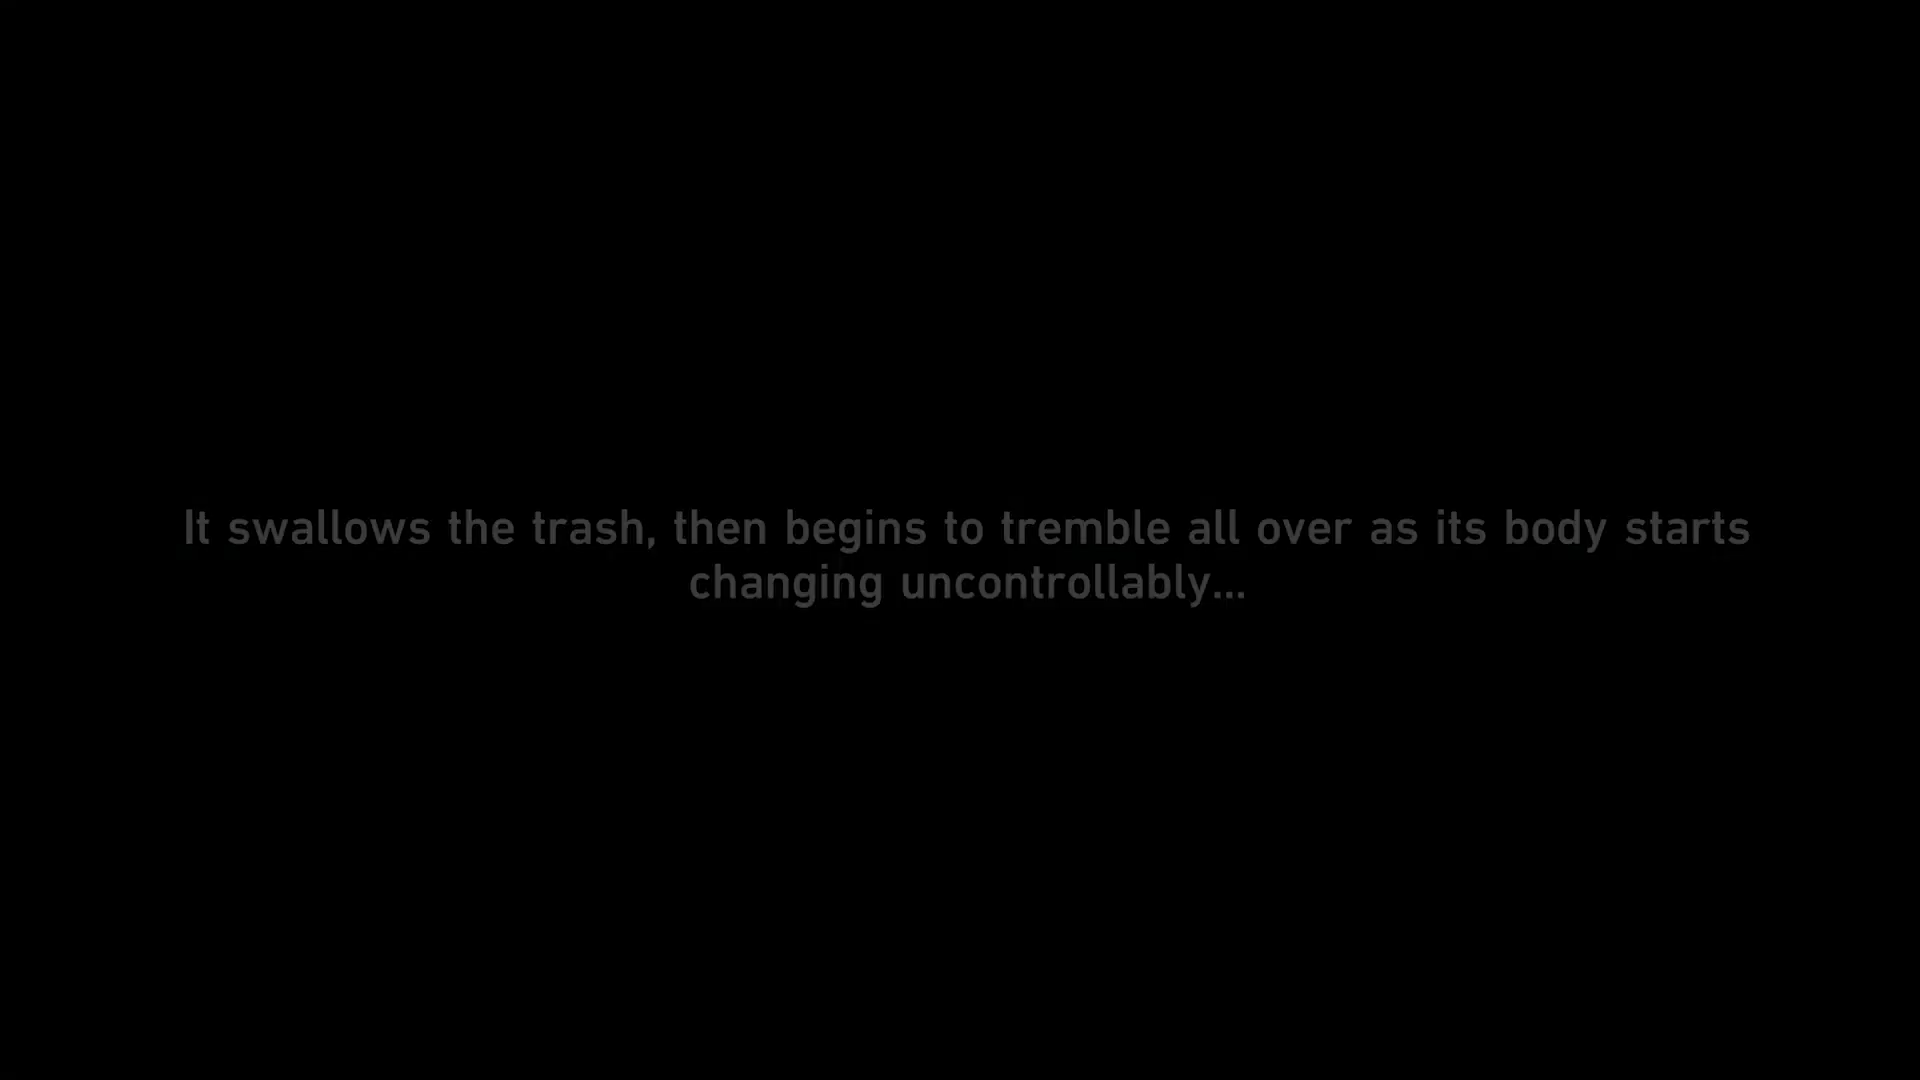 It swallows the trash, then begins to tremble all over as its body starts
changing uncontrollably...